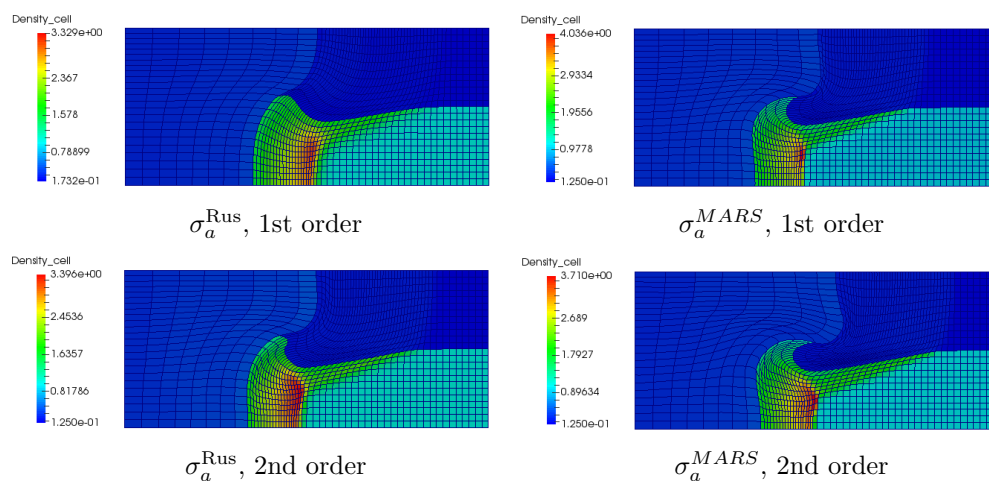 Density_cell
3.329e+00
2.367
1.578
0.78899
1.732e-01
σ_a^Rus, 1st order
Density_cell
4.036e+00
2.9334
1.9556
0.9778
1.250e-01
σ_a^MARS, 1st order
Density_cell
3.396e+00
2.4536
1.6357
0.81786
1.250e-01
σ_a^Rus, 2nd order
Density_cell
3.710e+00
2.689
1.7927
0.89634
1.250e-01
σ_a^MARS, 2nd order